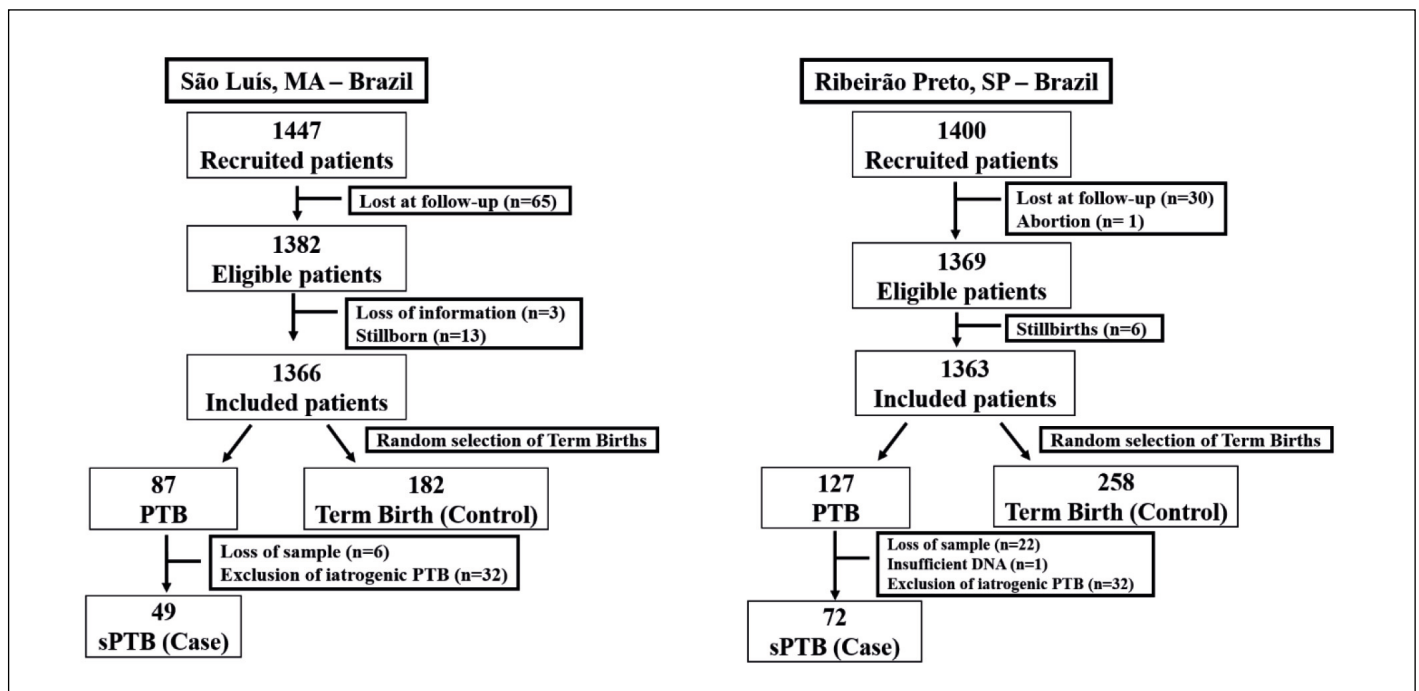 São Luís, MA – Brazil
1447
Recruited patients
Lost at follow-up (n=65)
1382
Eligible patients
Loss of information (n=3)
Stillborn (n=13)
1366
Included patients
Random selection of Term Births
87
PTB
182
Term Birth (Control)
Loss of sample (n=6)
Exclusion of iatrogenic PTB (n=32)
49
sPTB (Case)
Ribeirão Preto, SP – Brazil
1400
Recruited patients
Lost at follow-up (n=30)
Abortion (n= 1)
1369
Eligible patients
Stillbirths (n=6)
1363
Included patients
Random selection of Term Births
127
PTB
258
Term Birth (Control)
Loss of sample (n=22)
Insufficient DNA (n=1)
Exclusion of iatrogenic PTB (n=32)
72
sPTB (Case)